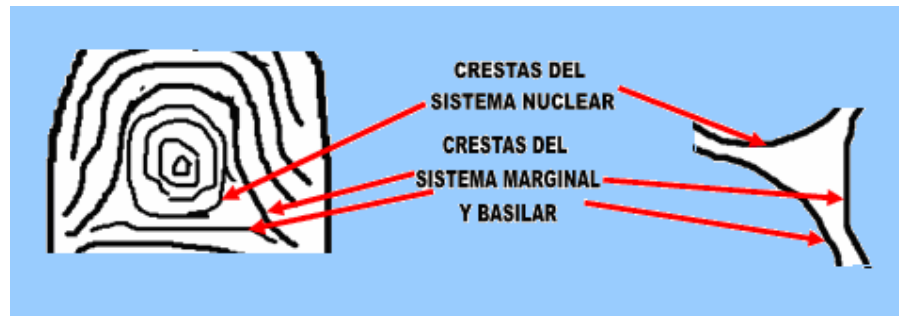 CRESTAS DEL
SISTEMA NUCLEAR
CRESTAS DEL
SISTEMA MARGINAL
Y BASILAR